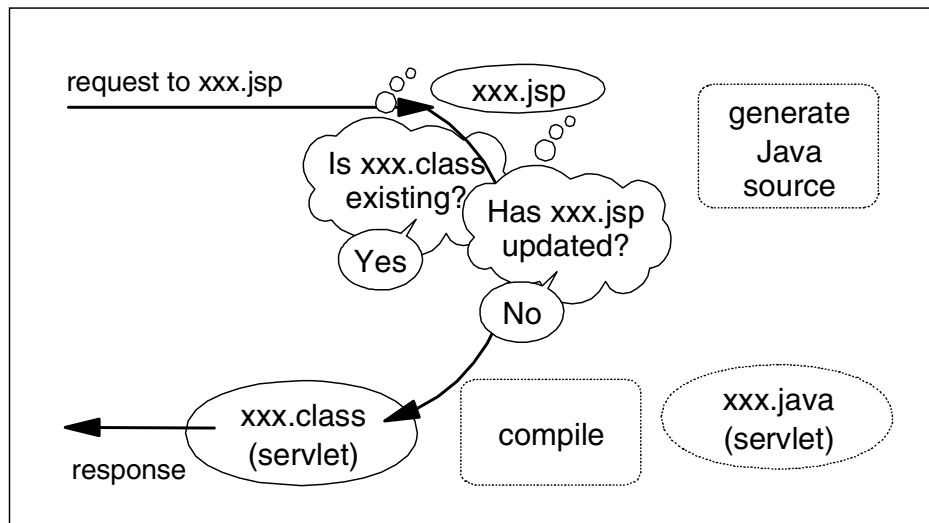 request to xxx.jsp
xxx.jsp
generate
Java
source
Is xxx.class
existing?
Has xxx.jsp
updated?
Yes
No
xxx.class
(servlet)
compile
xxx.java
(servlet)
response